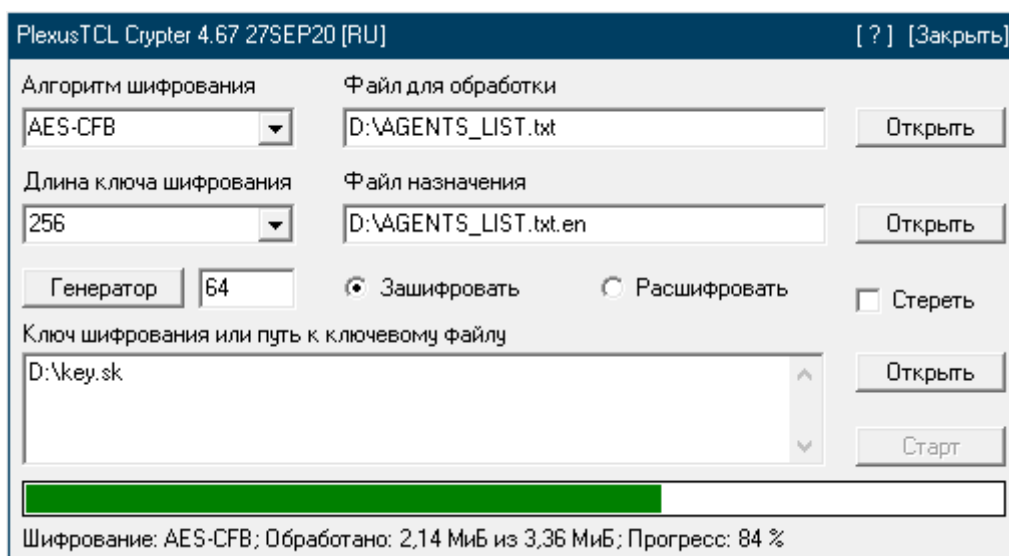 PlexusTCL Crypter 4.67 27SEP20 [RU] [ ? ] [Закрыть]
Алгоритм шифрования Файл для обработки
AES-CFB D:\AGENTS_LIST.txt Открыть
Длина ключа шифрования Файл назначения
256 D:\AGENTS_LIST.txt.en Открыть
Генератор 64 Зашифровать Расшифровать Стереть
Ключ шифрования или путь к ключевому файлу
D:\key.sk Открыть
Старт
Шифрование: AES-CFB; Обработано: 2,14 МиБ из 3,36 МиБ; Прогресс: 84 %